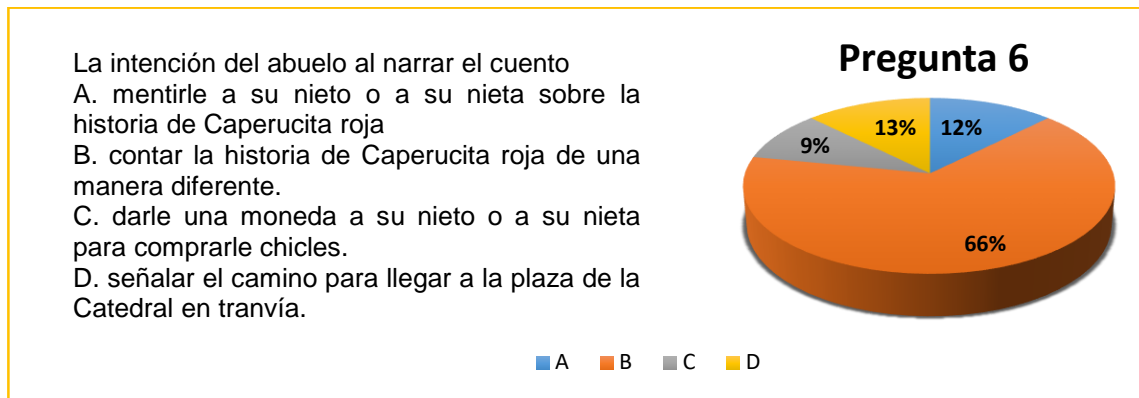 La intención del abuelo al narrar el cuento
A. mentirle a su nieto o a su nieta sobre la
historia de Caperucita roja
B. contar la historia de Caperucita roja de una
manera diferente.
C. darle una moneda a su nieto o a su nieta
para comprarle chicles.
D. señalar el camino para llegar a la plaza de la
Catedral en tranvía.
Pregunta 6
13% 12%
9%
66%
A B C D